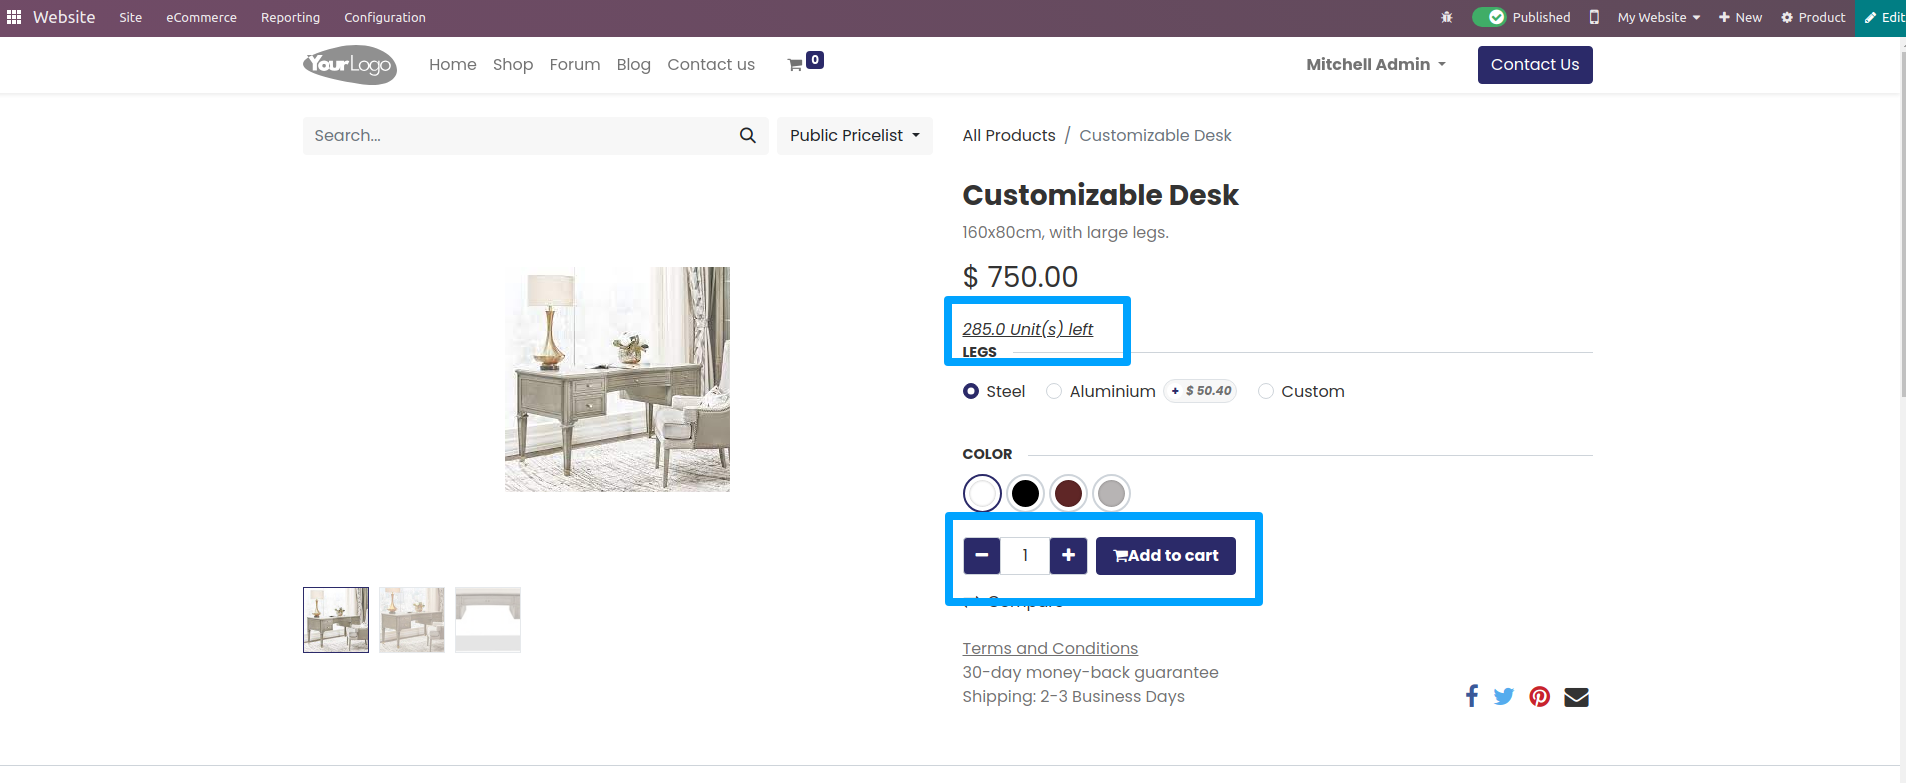 Website Site eCommerce Reporting Configuration Published My Website New Product Edit
YourLogo Home Shop Forum Blog Contact us 0 Mitchell Admin Contact Us
Search... Public Pricelist All Products / Customizable Desk
Customizable Desk
160x80cm, with large legs.
$ 750.00
285.0 Unit(s) left
LEGS
Steel Aluminium + $ 50.40 Custom
COLOR
1 Add to cart
Compare
Terms and Conditions
30-day money-back guarantee
Shipping: 2-3 Business Days